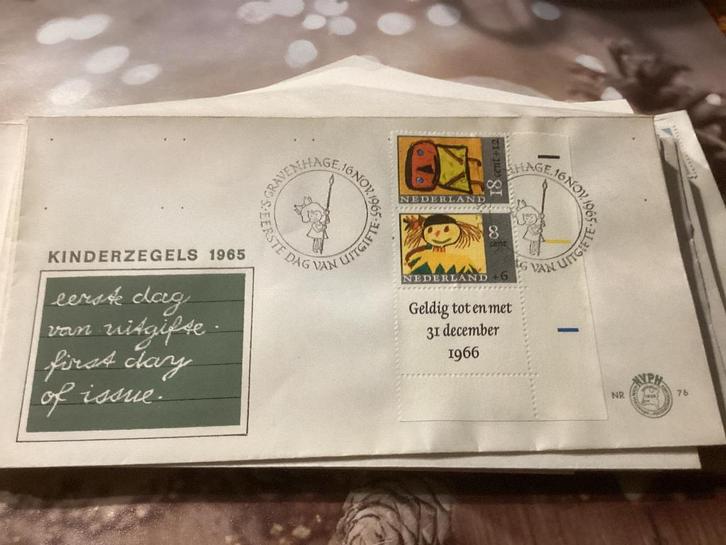 KINDERZEGELS 1965
eerste dag
van uitgifte.
first day
of issue.
'S-GRAVENHAGE, 16 NOV. 1965
EERSTE DAG VAN UITGIFTE
18 cent +12
NEDERLAND
8 cent +6
NEDERLAND
HAGE, 16 NOV. 1965
DAG VAN UITGIFTE
Geldig tot en met
31 december
1966
NR
NVPH
76